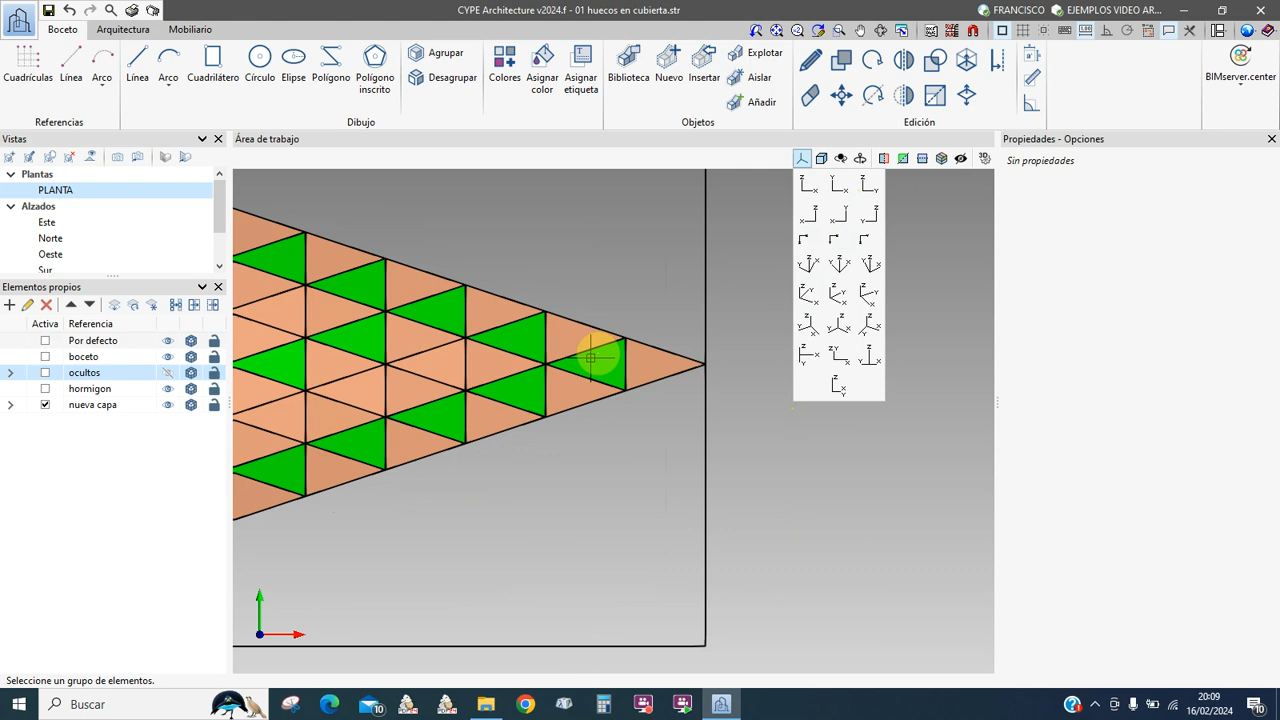 CYPE Architecture v2024.f - 01 huecos en cubierta.str
FRANCISCO
EJEMPLOS VIDEO AR...
Boceto
Arquitectura
Mobiliario
Cuadrículas
Línea
Arco
Línea
Arco
Cuadrilátero
Círculo
Elipse
Polígono
Polígono inscrito
Agrupar
Desagrupar
Colores
Asignar color
Asignar etiqueta
Biblioteca
Nuevo
Insertar
Explotar
Aislar
Añadir
BIMserver.center
Referencias
Dibujo
Objetos
Edición
Vistas
Área de trabajo
Propiedades - Opciones
Sin propiedades
Plantas
PLANTA
Alzados
Este
Norte
Oeste
Sur
Elementos propios
Activa
Referencia
Por defecto
boceto
ocultos
hormigon
nueva capa
Seleccione un grupo de elementos.
Buscar
10
20:09
16/02/2024